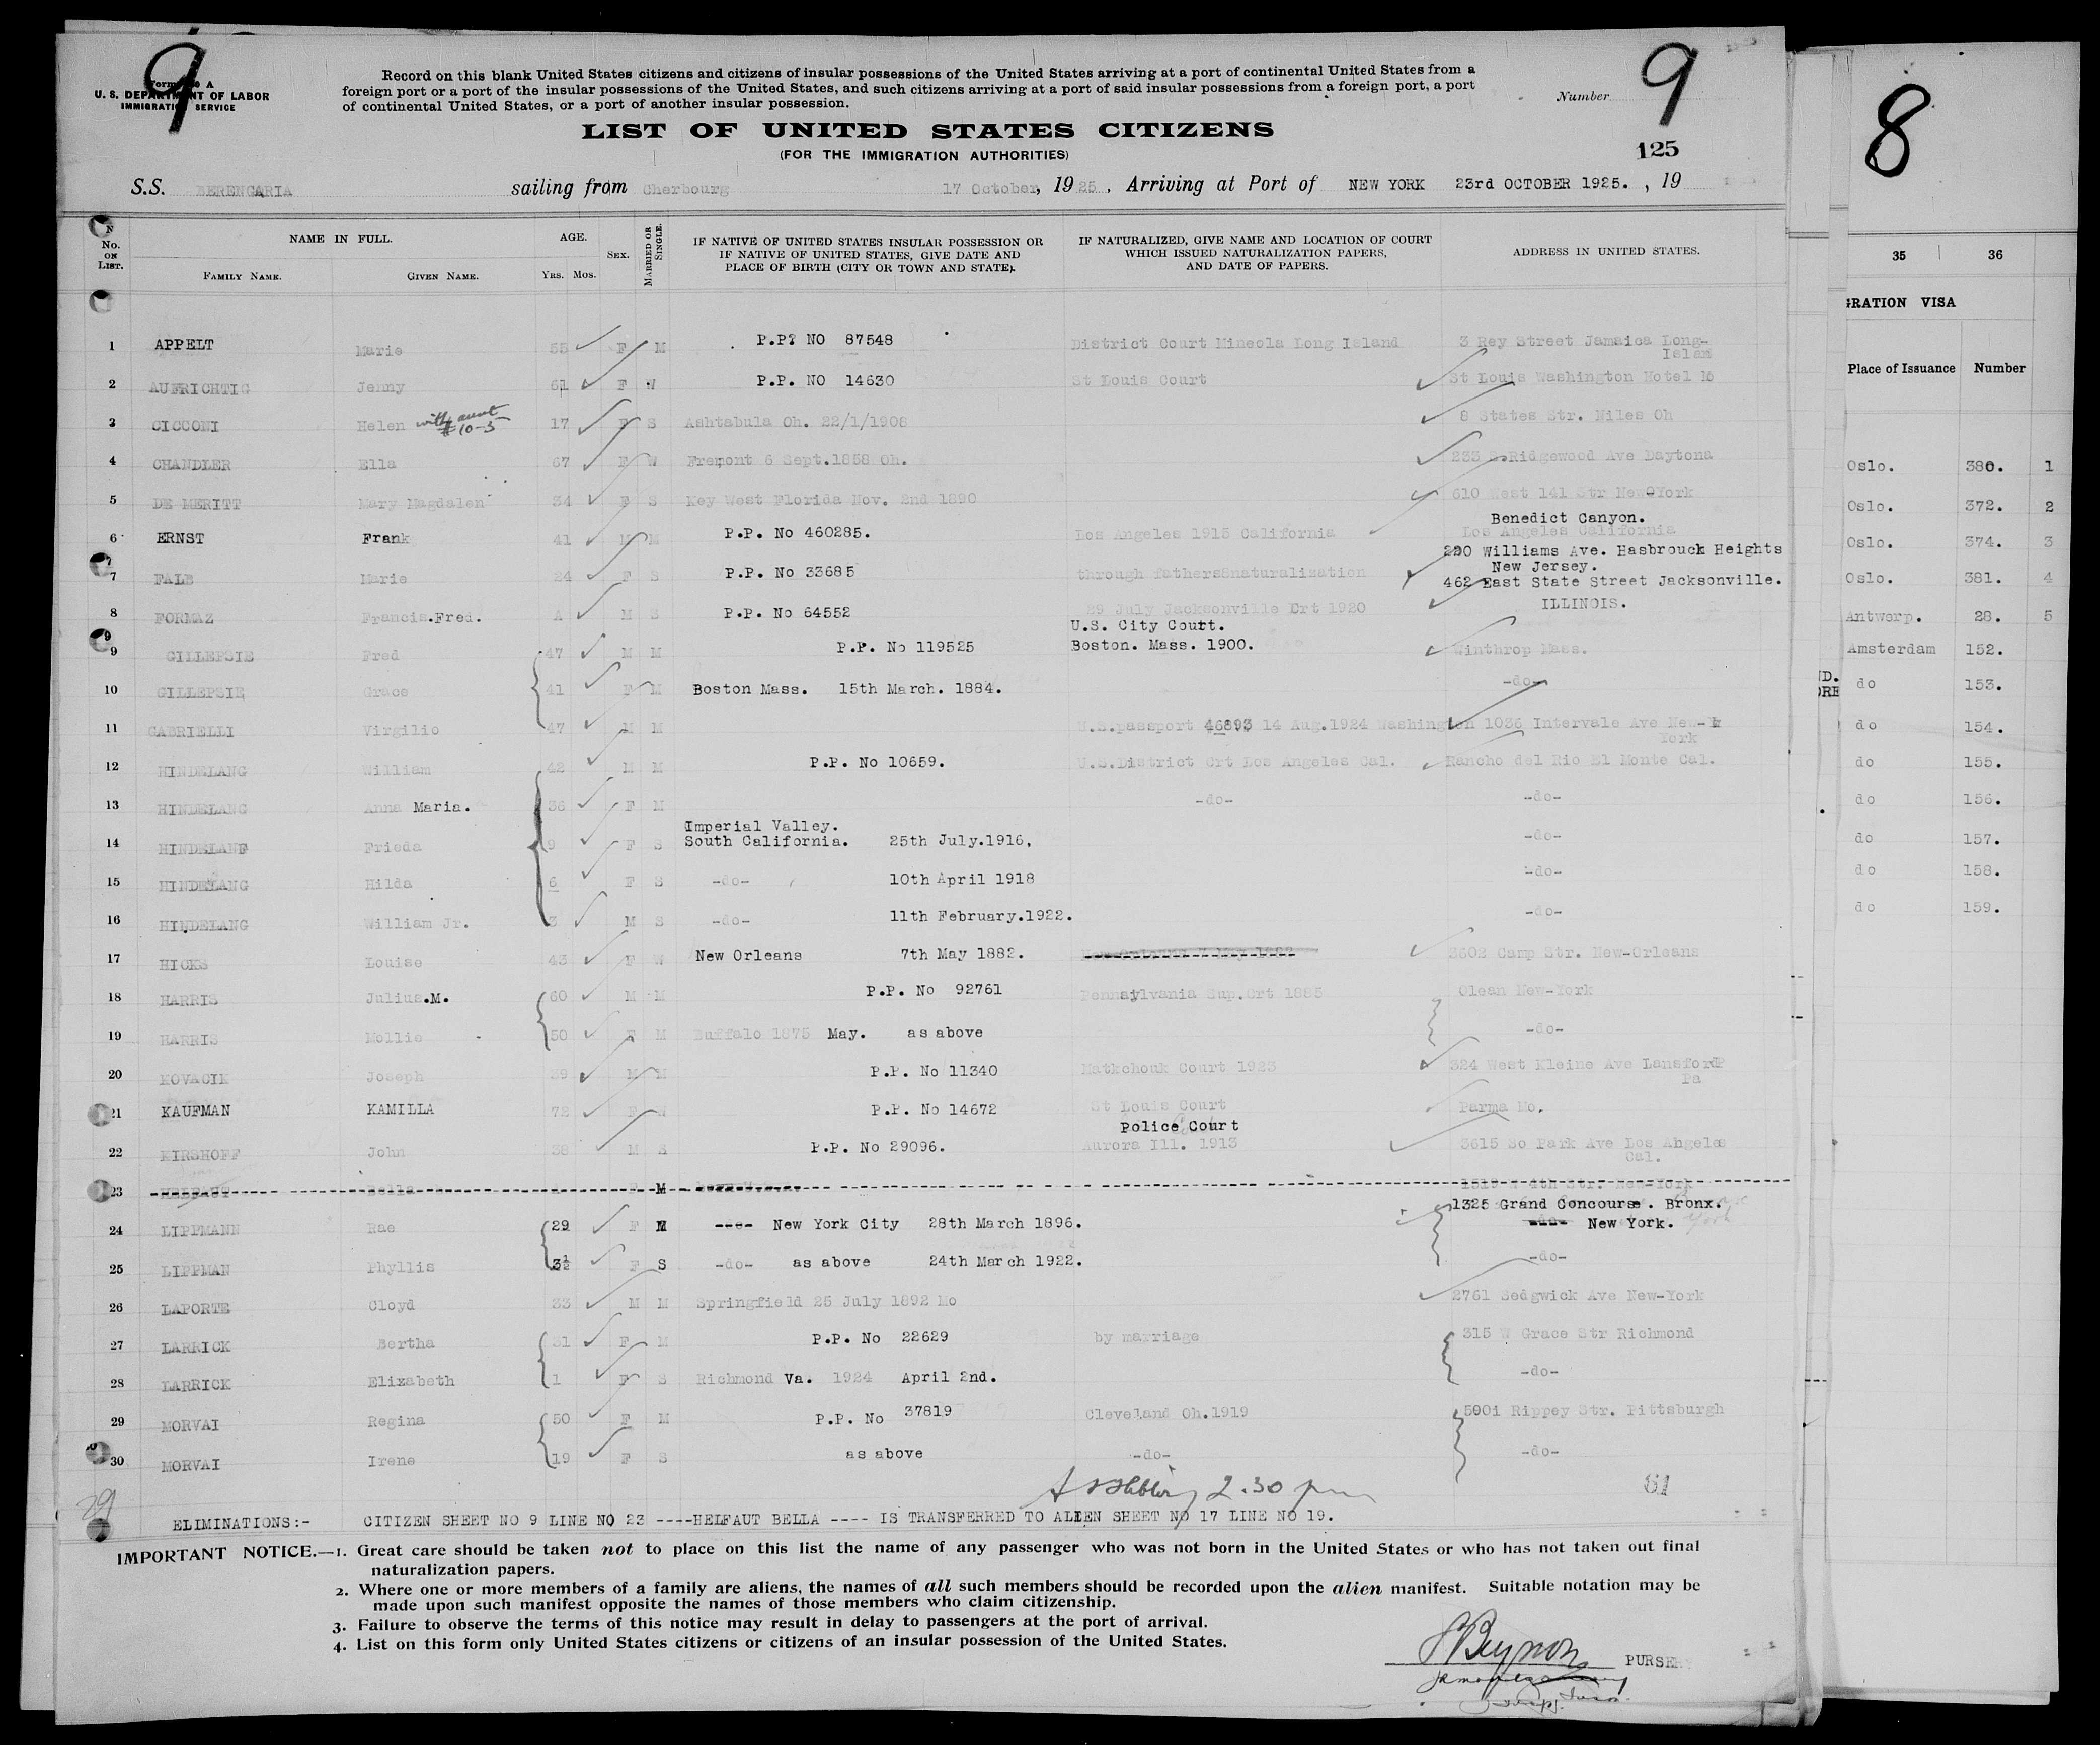 9
Form 630 A
U. S. DEPARTMENT OF LABOR
IMMIGRATION SERVICE
Record on this blank United States citizens and citizens of insular possessions of the United States arriving at a port of continental United States from a
foreign port or a port of the insular possessions of the United States, and such citizens arriving at a port of said insular possessions from a foreign port, a port
of continental United States, or a port of another insular possession.
Number 9
LIST OF UNITED STATES CITIZENS
(FOR THE IMMIGRATION AUTHORITIES)
125
S.S. BERENGARIA sailing from Cherbourg 17 October, 1925, Arriving at Port of NEW YORK 23rd OCTOBER 1925. , 19
No. ON LIST. NAME IN FULL. FAMILY NAME. GIVEN NAME. AGE. YRS. MOS. SEX. MARRIED OR SINGLE. IF NATIVE OF UNITED STATES INSULAR POSSESSION OR IF NATIVE OF UNITED STATES, GIVE DATE AND PLACE OF BIRTH (CITY OR TOWN AND STATE). IF NATURALIZED, GIVE NAME AND LOCATION OF COURT WHICH ISSUED NATURALIZATION PAPERS, AND DATE OF PAPERS. ADDRESS IN UNITED STATES.
1 APPELT Marie 55 F M P.P? NO 87548 District Court Mineola Long Island 3 Rey Street Jamaica Long-
Islan
2 AUFRICHTIG Jenny 61 F W P.P. NO 14630 St Louis Court St Louis Washington Hotel Mo
3 CICCONI Helen with aunt #10-5 17 F S Ashtabula Oh. 22/1/1908 8 States Str. Niles Oh
4 CHANDLER Ella 67 F W Fremont 6 Sept.1858 Oh. 233 S.Ridgewood Ave Daytona
5 DE MERITT Mary Magdalen 34 F S Key West Florida Nov. 2nd 1890 610 West 141 Str New-York
Benedict Canyon.
6 ERNST Frank 41 M M P.P. No 460285. Los Angeles 1915 California Los Angeles California
290 Williams Ave. Hasbrouck Heights
New Jersey.
7 FALB Marie 24 F S P.P. No 33685 through fathers naturalization
462 East State Street Jacksonville.
8 FORMAZ Francis.Fred. M S P.P. No 64552 29 July Jacksonville Crt 1920 ILLINOIS.
U.S. City Court.
9 GILLEPSIE Fred 47 M M P.P. No 119525 Boston. Mass. 1900. Winthrop Mass.
10 GILLEPSIE Grace 41 F M Boston Mass. 15th March. 1884. -do-
11 GABRIELLI Virgilio 47 M M U.S.passport 46893 14 Aug.1924 Washington 1036 Intervale Ave New-
York
12 HINDELANG William 42 M M P.P. No 10659. U.S.District Crt Los Angeles Cal. Rancho del Rio El Monte Cal.
13 HINDELANG Anna Maria. 36 F M -do- -do-
Imperial Valley.
14 HINDELANF Frieda 9 F S South California. 25th July.1916, -do-
15 HINDELANG Hilda 6 F S -do- 10th April 1918 -do-
16 HINDELANG William Jr. 3 M S -do- 11th February.1922. -do-
17 HICKS Louise 43 F W New Orleans 7th May 1882. 3602 Camp Str. New-Orleans
18 HARRIS Julius.M. 60 M M P.P. No 92761 Pennsylvania Sup.Crt 1885 Olean New-York
19 HARRIS Mollie 50 F M Buffalo 1875 May. as above -do-
20 KOVACIK Joseph 39 M M P.P. No 11340 Matkchouk Court 1923 324 West Kleine Ave Lansford
Pa
21 KAUFMAN KAMILLA 72 F W P.P. No 14672 St Louis Court Parma Mo.
Police Court
22 KIRSHOFF John 38 M S P.P. No 29096. Aurora Ill. 1913 3615 So Park Ave Los Angeles
Cal.
23 HELFAUT Bella F M 1519 W 4th Str. New-York
1325 Grand Concourse. Bronx.
24 LIPPMANN Rae 29 F M New York City 28th March 1896. New York.
25 LIPPMAN Phyllis 3½ F S -do- as above 24th March 1922. -do-
26 LAPORTE Cloyd 33 M M Springfield 25 July 1892 Mo 2761 Sedgwick Ave New-York
27 LARRICK Bertha 31 F M P.P. No 22629 by marriage 315 W Grace Str Richmond
28 LARRICK Elizabeth 1 F S Richmond Va. 1924 April 2nd. -do-
29 MORVAI Regina 50 F M P.P. No 37819 Cleveland Oh.1919 5001 Rippey Str. Pittsburgh
30 MORVAI Irene 19 F S as above -do- -do-
2.30 pm
61
29
ELIMINATIONS:- CITIZEN SHEET NO 9 LINE NO 23 ----HELFAUT BELLA ---- IS TRANSFERRED TO ALIEN SHEET NO 17 LINE NO 19.
IMPORTANT NOTICE.—1. Great care should be taken not to place on this list the name of any passenger who was not born in the United States or who has not taken out final
naturalization papers.
2. Where one or more members of a family are aliens, the names of all such members should be recorded upon the alien manifest. Suitable notation may be
made upon such manifest opposite the names of those members who claim citizenship.
3. Failure to observe the terms of this notice may result in delay to passengers at the port of arrival.
4. List on this form only United States citizens or citizens of an insular possession of the United States.
PURSER
8
35 36
GRATION VISA
Place of Issuance Number
Oslo. 380. 1
Oslo. 372. 2
Oslo. 374. 3
Oslo. 381. 4
Antwerp. 28. 5
Amsterdam 152.
do 153.
do 154.
do 155.
do 156.
do 157.
do 158.
do 159.